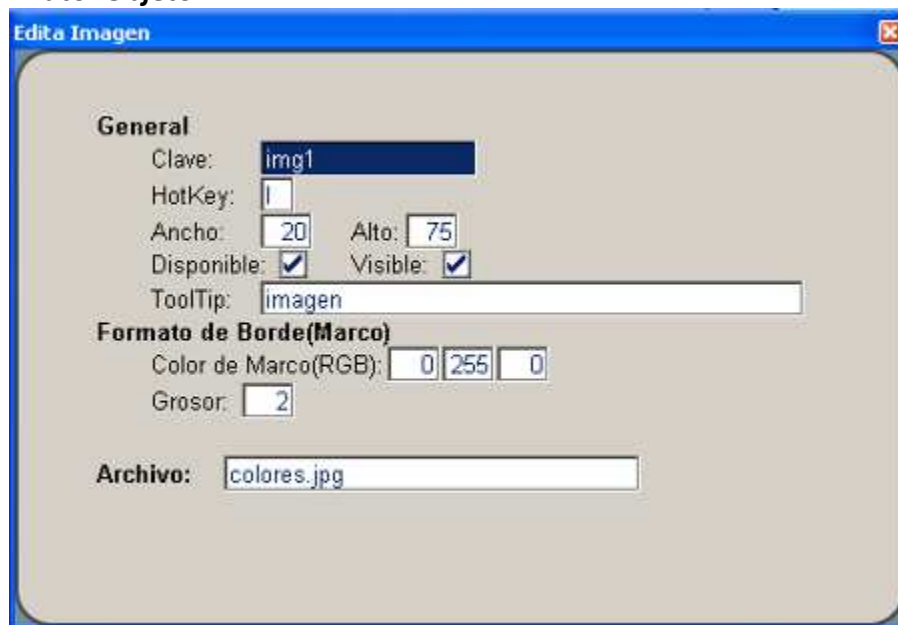 Edita Imagen
General
Clave: img1
HotKey: I
Ancho: 20 Alto: 75
Disponible: Visible:
ToolTip: imagen
Formato de Borde(Marco)
Color de Marco(RGB): 0 255 0
Grosor: 2
Archivo: colores.jpg